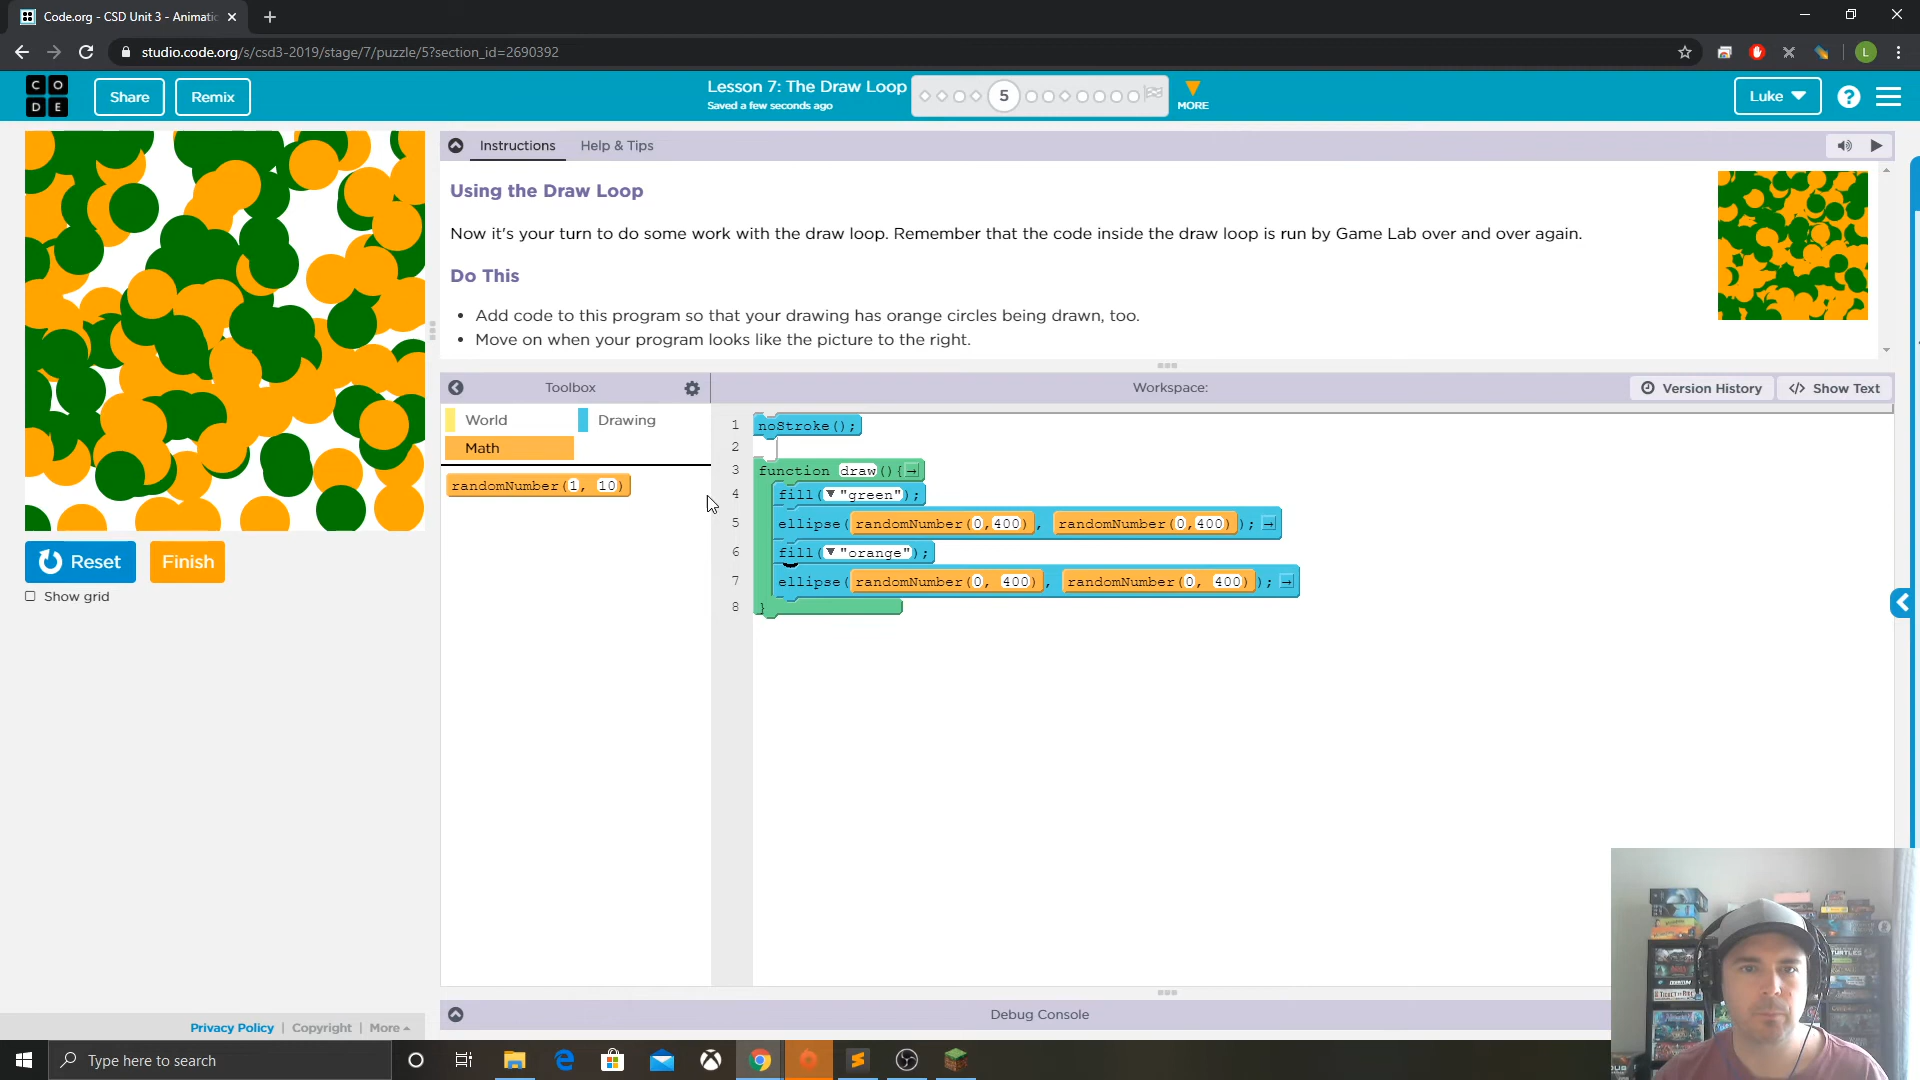 Code.org - CSD Unit 3 - Animatic
studio.code.org/s/csd3-2019/stage/7/puzzle/5?section_id=2690392
L
C O
D E
Share
Remix
Lesson 7: The Draw Loop
Saved a few seconds ago
5
MORE
Luke
?
Instructions
Help & Tips
Using the Draw Loop
Now it's your turn to do some work with the draw loop. Remember that the code inside the draw loop is run by Game Lab over and over again.
Do This
• Add code to this program so that your drawing has orange circles being drawn, too.
• Move on when your program looks like the picture to the right.
Toolbox
Workspace:
Version History
</> Show Text
World
Drawing
Math
randomNumber(1, 10)
1 noStroke();
2
3 function draw(){
4 fill("green");
5 ellipse(randomNumber(0,400), randomNumber(0,400));
6 fill("orange");
7 ellipse(randomNumber(0, 400), randomNumber(0, 400));
8 }
Reset
Finish
Show grid
Debug Console
Privacy Policy | Copyright | More
Type here to search